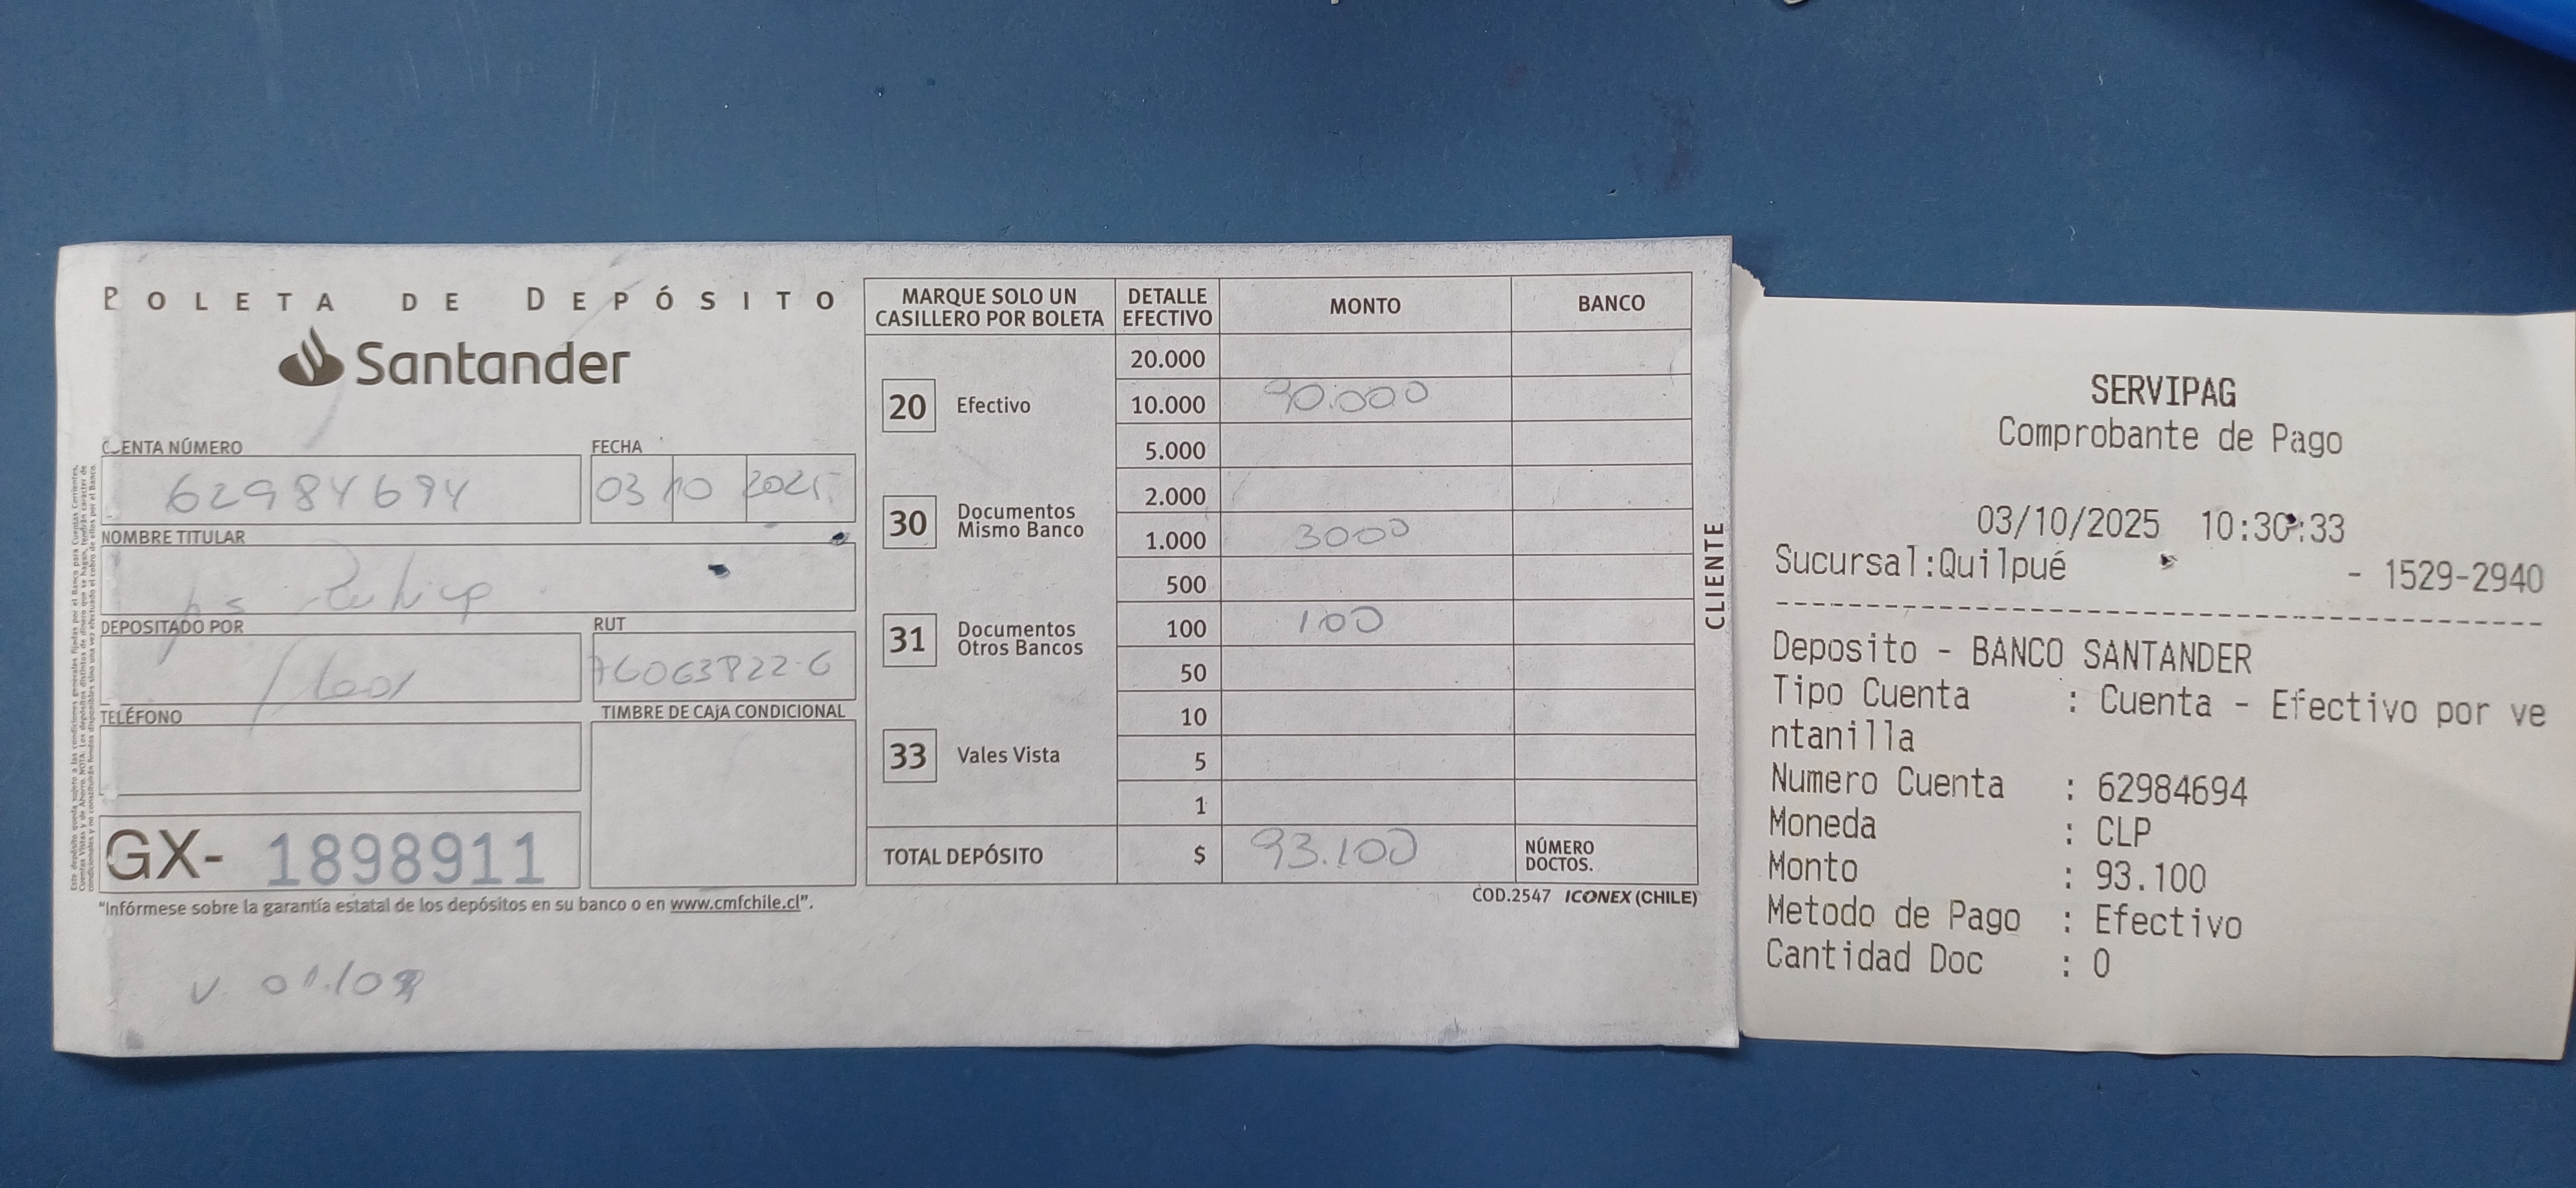 BOLETA DE DEPÓSITO
Santander
CUENTA NÚMERO
62984694
FECHA
03 10 2025
NOMBRE TITULAR
DEPOSITADO POR
RUT
76063822-6
TELÉFONO
TIMBRE DE CAJA CONDICIONAL
GX- 1898911
"Infórmese sobre la garantía estatal de los depósitos en su banco o en www.cmfchile.cl".
MARQUE SOLO UN CASILLERO POR BOLETA
20 Efectivo
30 Documentos Mismo Banco
31 Documentos Otros Bancos
33 Vales Vista
DETALLE EFECTIVO MONTO BANCO
20.000
10.000 90.000
5.000
2.000
1.000 3000
500
100 100
50
10
5
1
TOTAL DEPÓSITO $ 93.100 NÚMERO DOCTOS.
COD.2547 ICONEX (CHILE)
CLIENTE
SERVIPAG
Comprobante de Pago
03/10/2025 10:30:33
Sucursal:Quilpué - 1529-2940
Deposito - BANCO SANTANDER
Tipo Cuenta : Cuenta - Efectivo por ve
ntanilla
Numero Cuenta : 62984694
Moneda : CLP
Monto : 93.100
Metodo de Pago : Efectivo
Cantidad Doc : 0